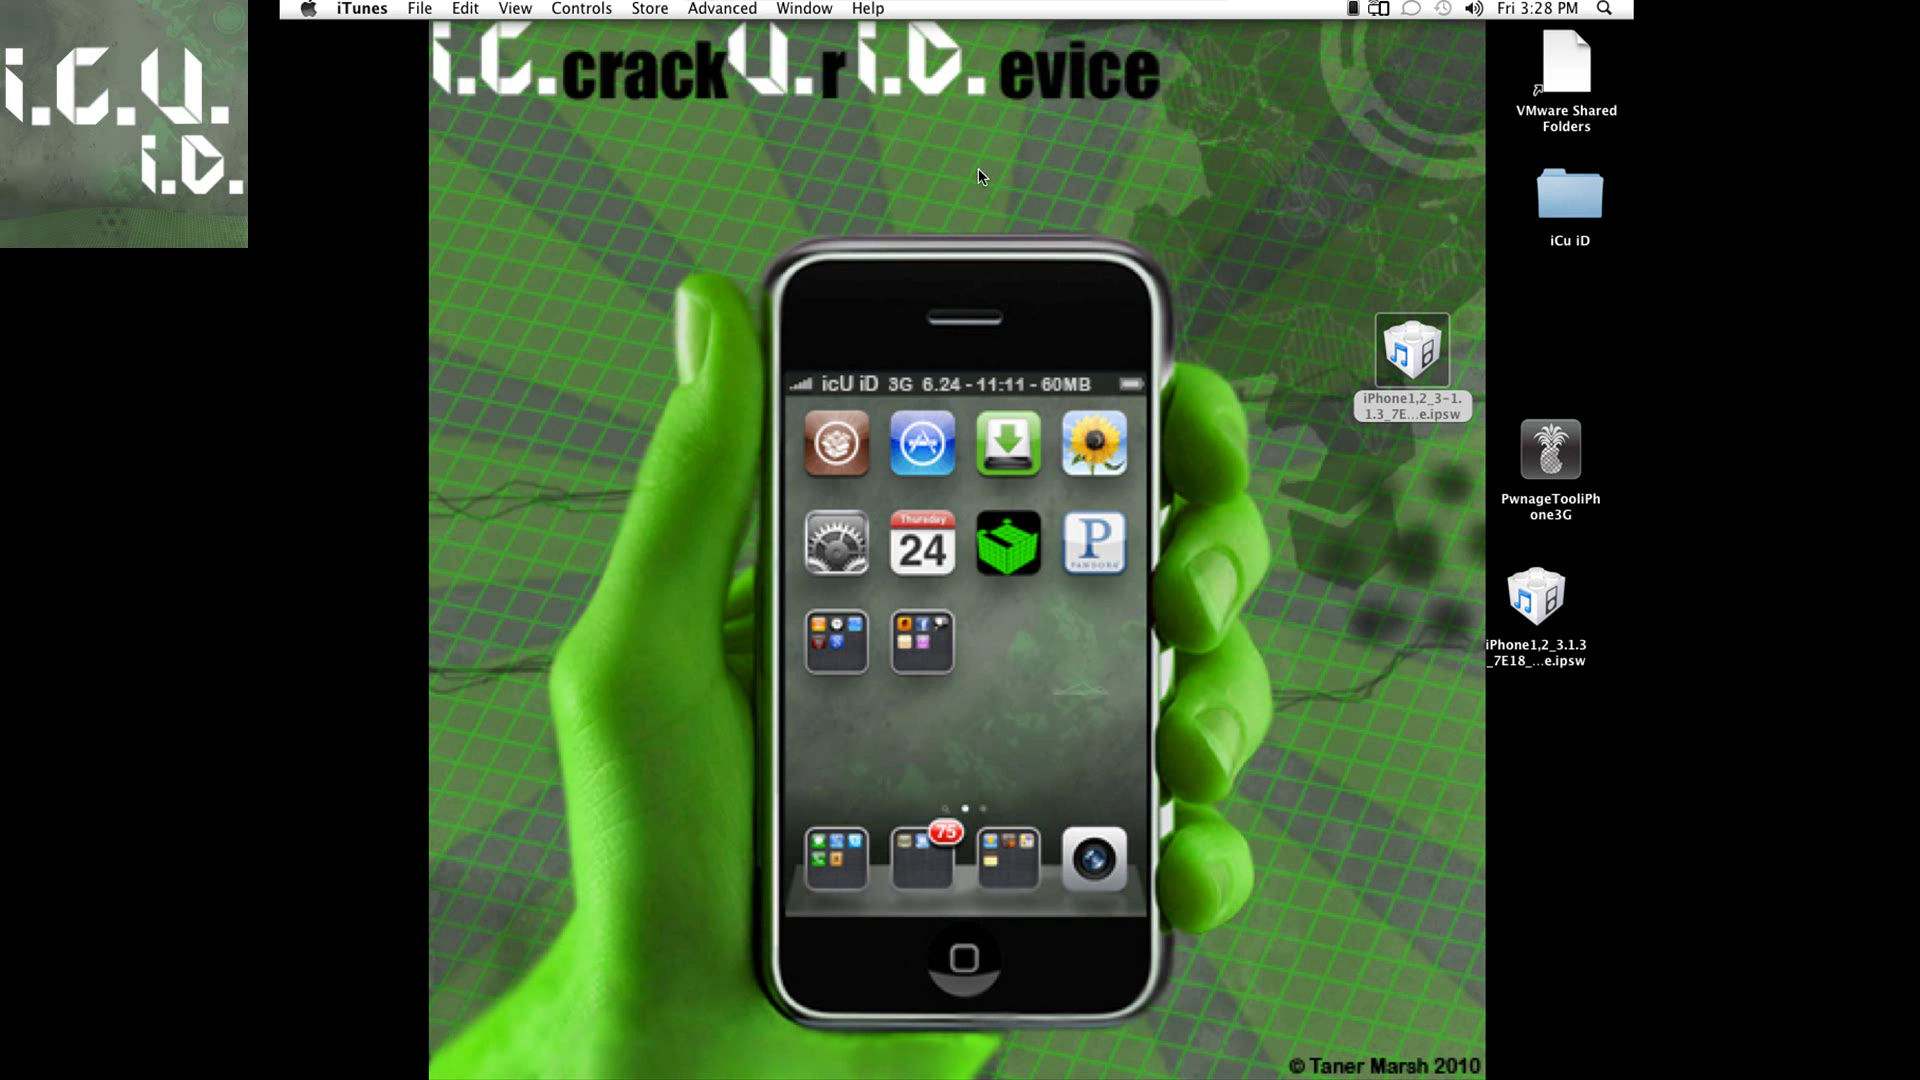 iTunes File Edit View Controls Store Advanced Window Help Fri 3:28 PM
i.C.U.
i.D.
i.C.crackU.r i.D. evice
VMware Shared
Folders
iCu iD
iPhone1,2_3-1.
1.3_7E...e.ipsw
PwnageTooliPh
one3G
iPhone1,2_3.1.3
_7E18_...e.ipsw
icU iD 3G 6.24 - 11:11 - 60MB
Thursday
24
P
PANDORA
75
© Taner Marsh 2010